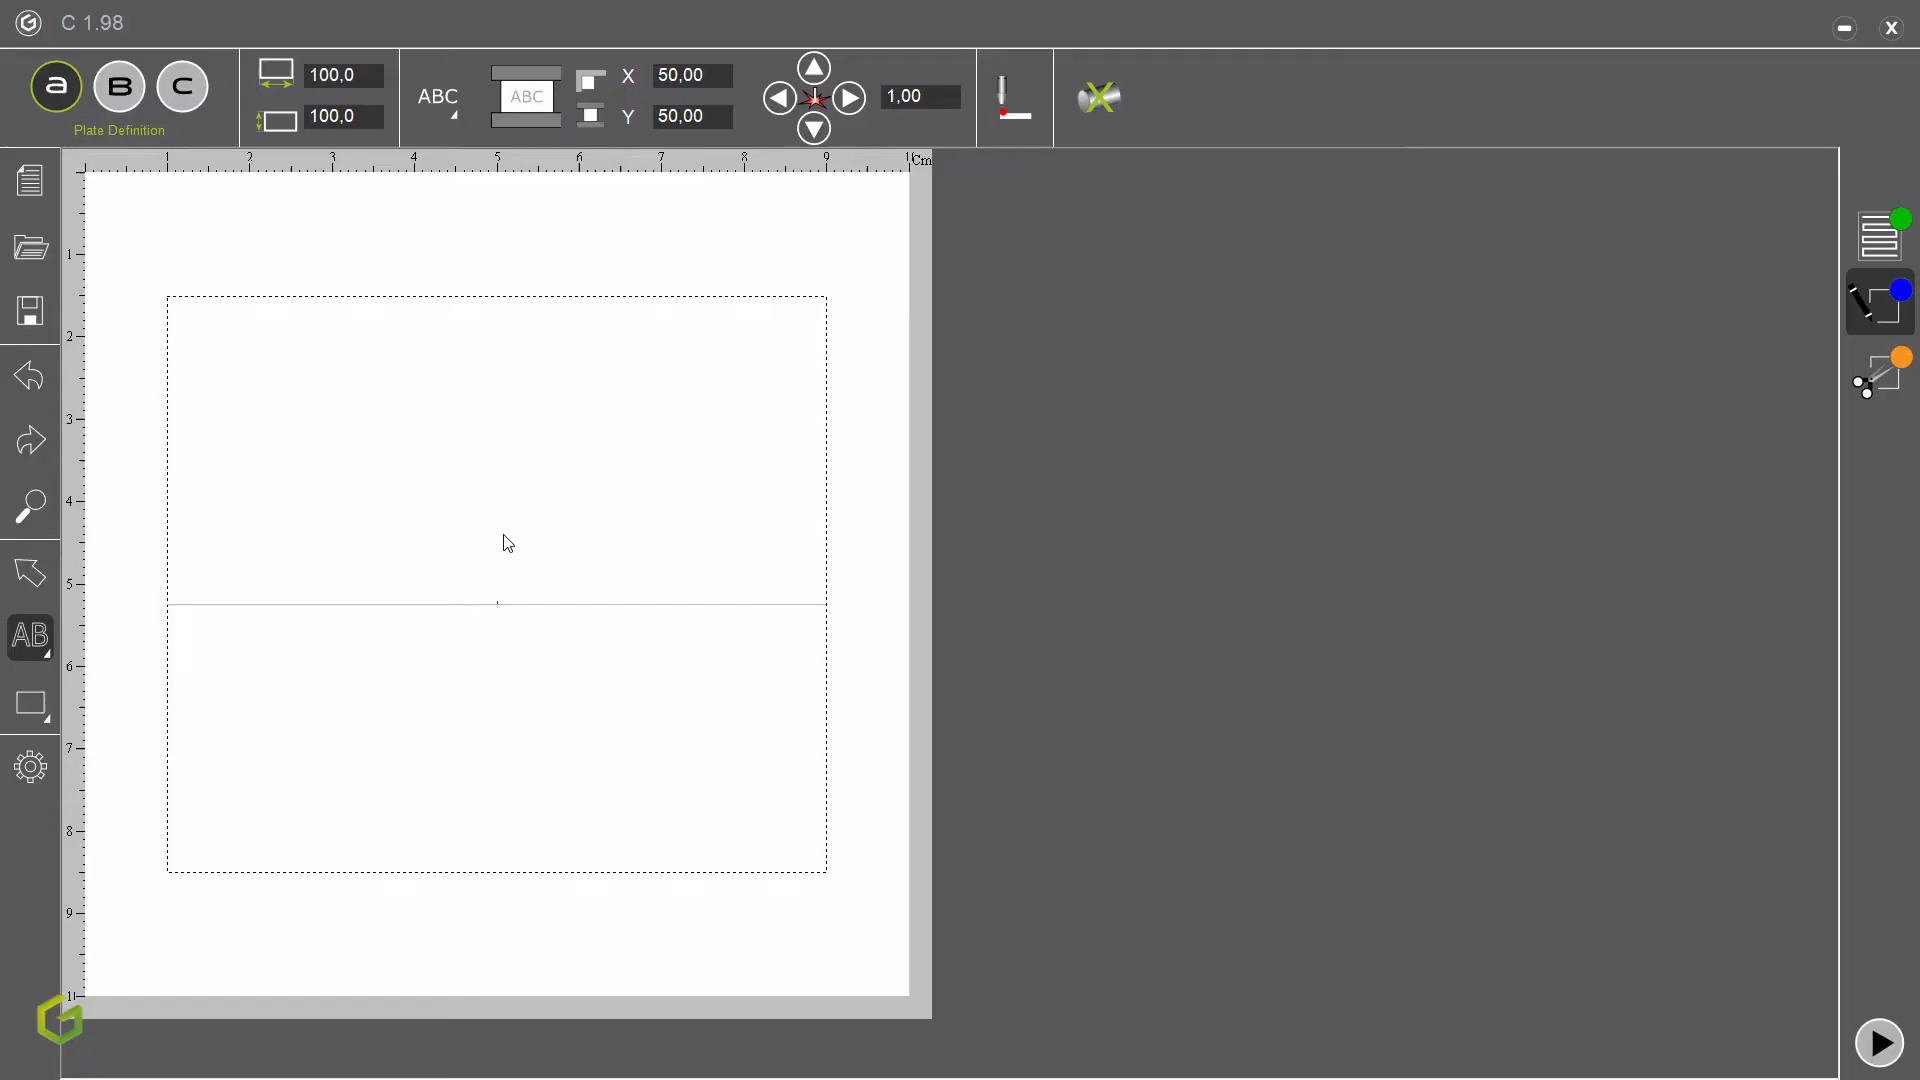 C 1.98
a B C
Plate Definition
100,0
100,0
ABC
ABC
X 50,00
Y 50,00
1,00
1 2 3 4 5 6 7 8 9 Cm
1
2
3
4
5
6
7
8
9
AB